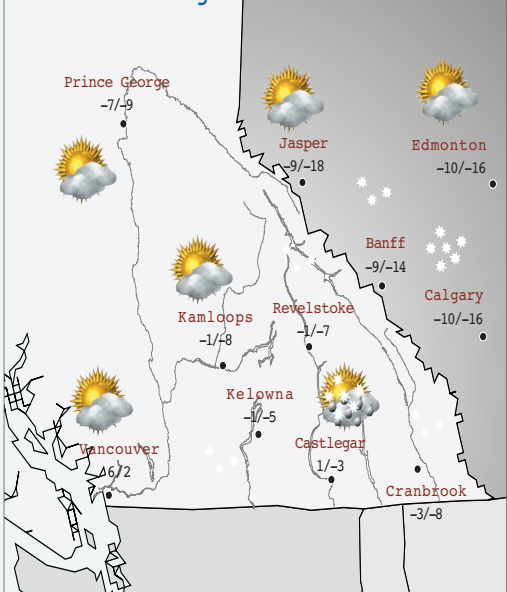 Prince George
–7/–9
Jasper
–9/–18
Edmonton
–10/–16
Banff
–9/–14
Calgary
–10/–16
Kamloops
–1/–8
Revelstoke
–1/–7
Kelowna
–1/–5
Castlegar
1/–3
Vancouver
6/2
Cranbrook
–3/–8